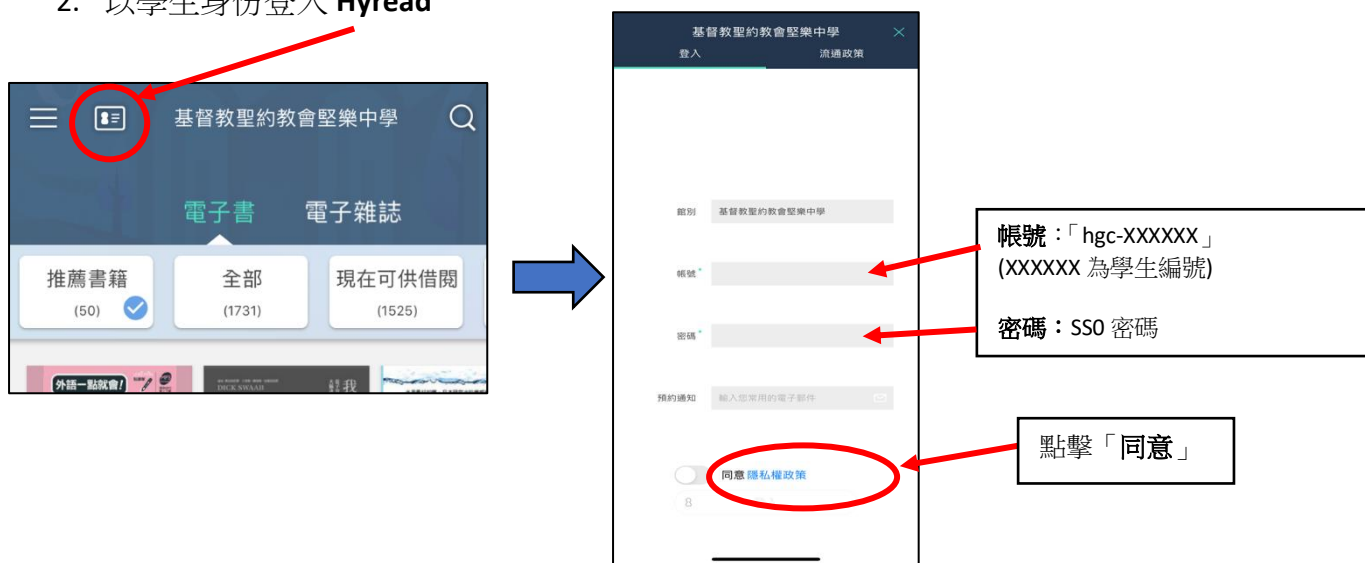 2. 以學生身份登入 Hyread
基督教聖約教會堅樂中學
電子書 電子雜誌
推薦書籍 全部 現在可供借閱
(50) (1731) (1525)
外語一點就會!
DICK SWAAB
我
基督教聖約教會堅樂中學
登入 流通政策
館別 基督教聖約教會堅樂中學
帳號*
密碼*
預約通知 輸入您常用的電子郵件
同意隱私權政策
8
帳號：「hgc-XXXXXX」
(XXXXXX 為學生編號)
密碼：SSO 密碼
點擊「同意」